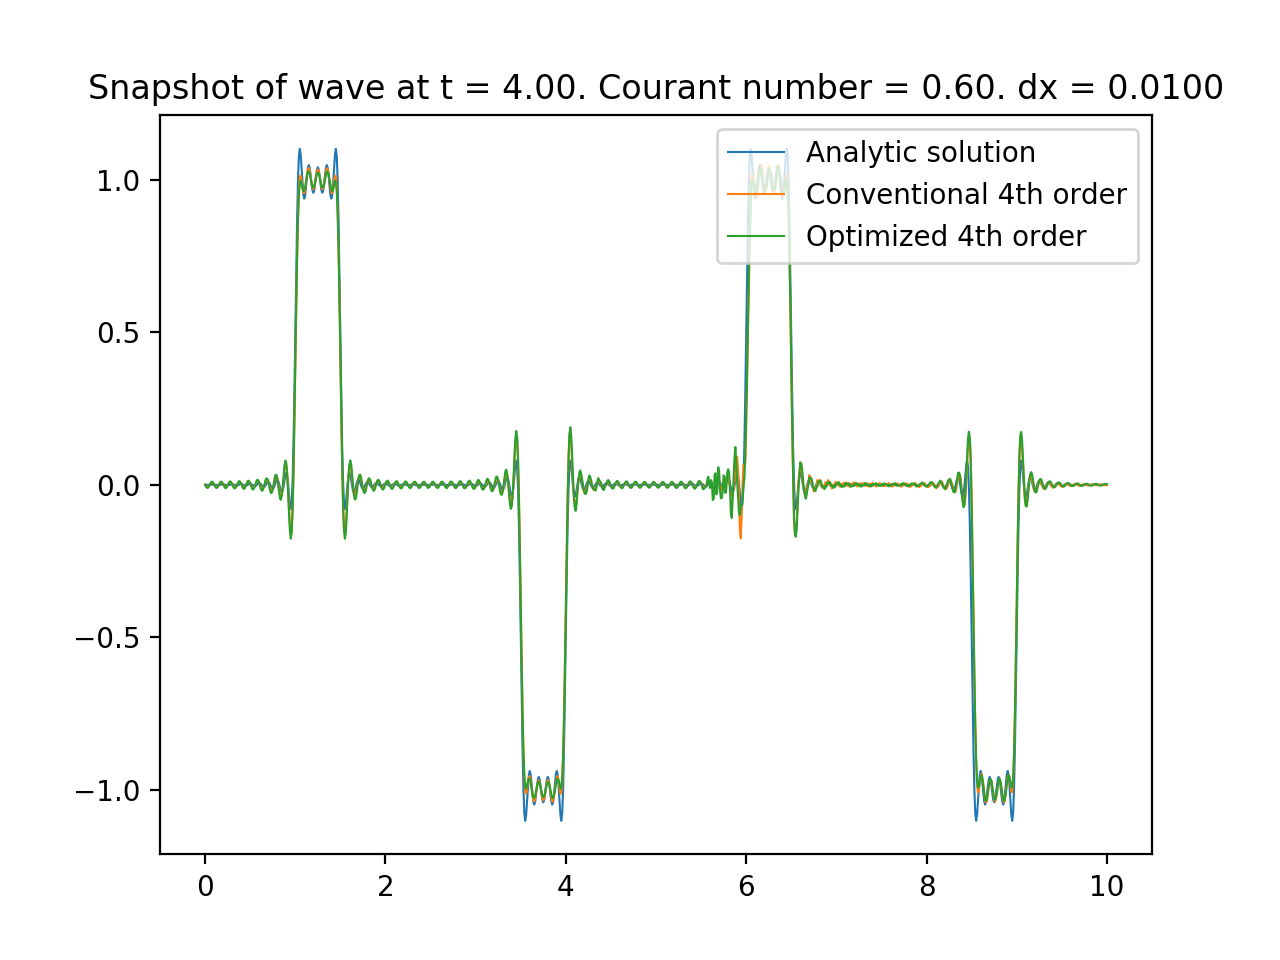 Snapshot of wave at t = 4.00. Courant number = 0.60. dx = 0.0100
Analytic solution
Conventional 4th order
Optimized 4th order
1.0
0.5
0.0
−0.5
−1.0
0 2 4 6 8 10